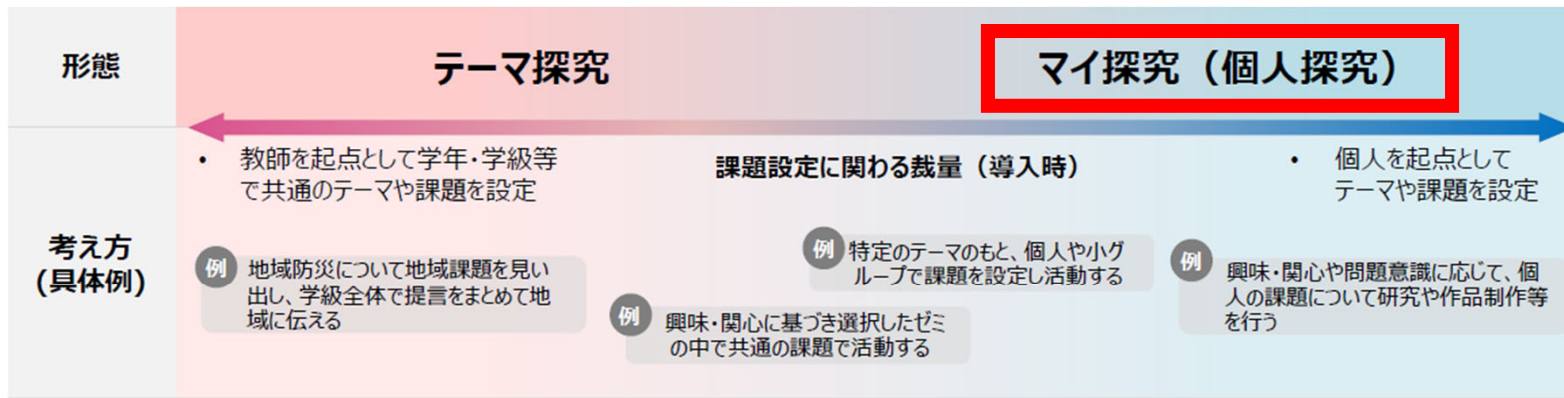 形態
テーマ探究
マイ探究（個人探究）
考え方
(具体例)
• 教師を起点として学年・学級等
で共通のテーマや課題を設定
課題設定に関わる裁量（導入時）
• 個人を起点として
テーマや課題を設定
例 地域防災について地域課題を見い
出し、学級全体で提言をまとめて地
域に伝える
例 興味・関心に基づき選択したゼミ
の中で共通の課題で活動する
例 特定のテーマのもと、個人や小グ
ループで課題を設定し活動する
例 興味・関心や問題意識に応じて、個
人の課題について研究や作品制作等
を行う